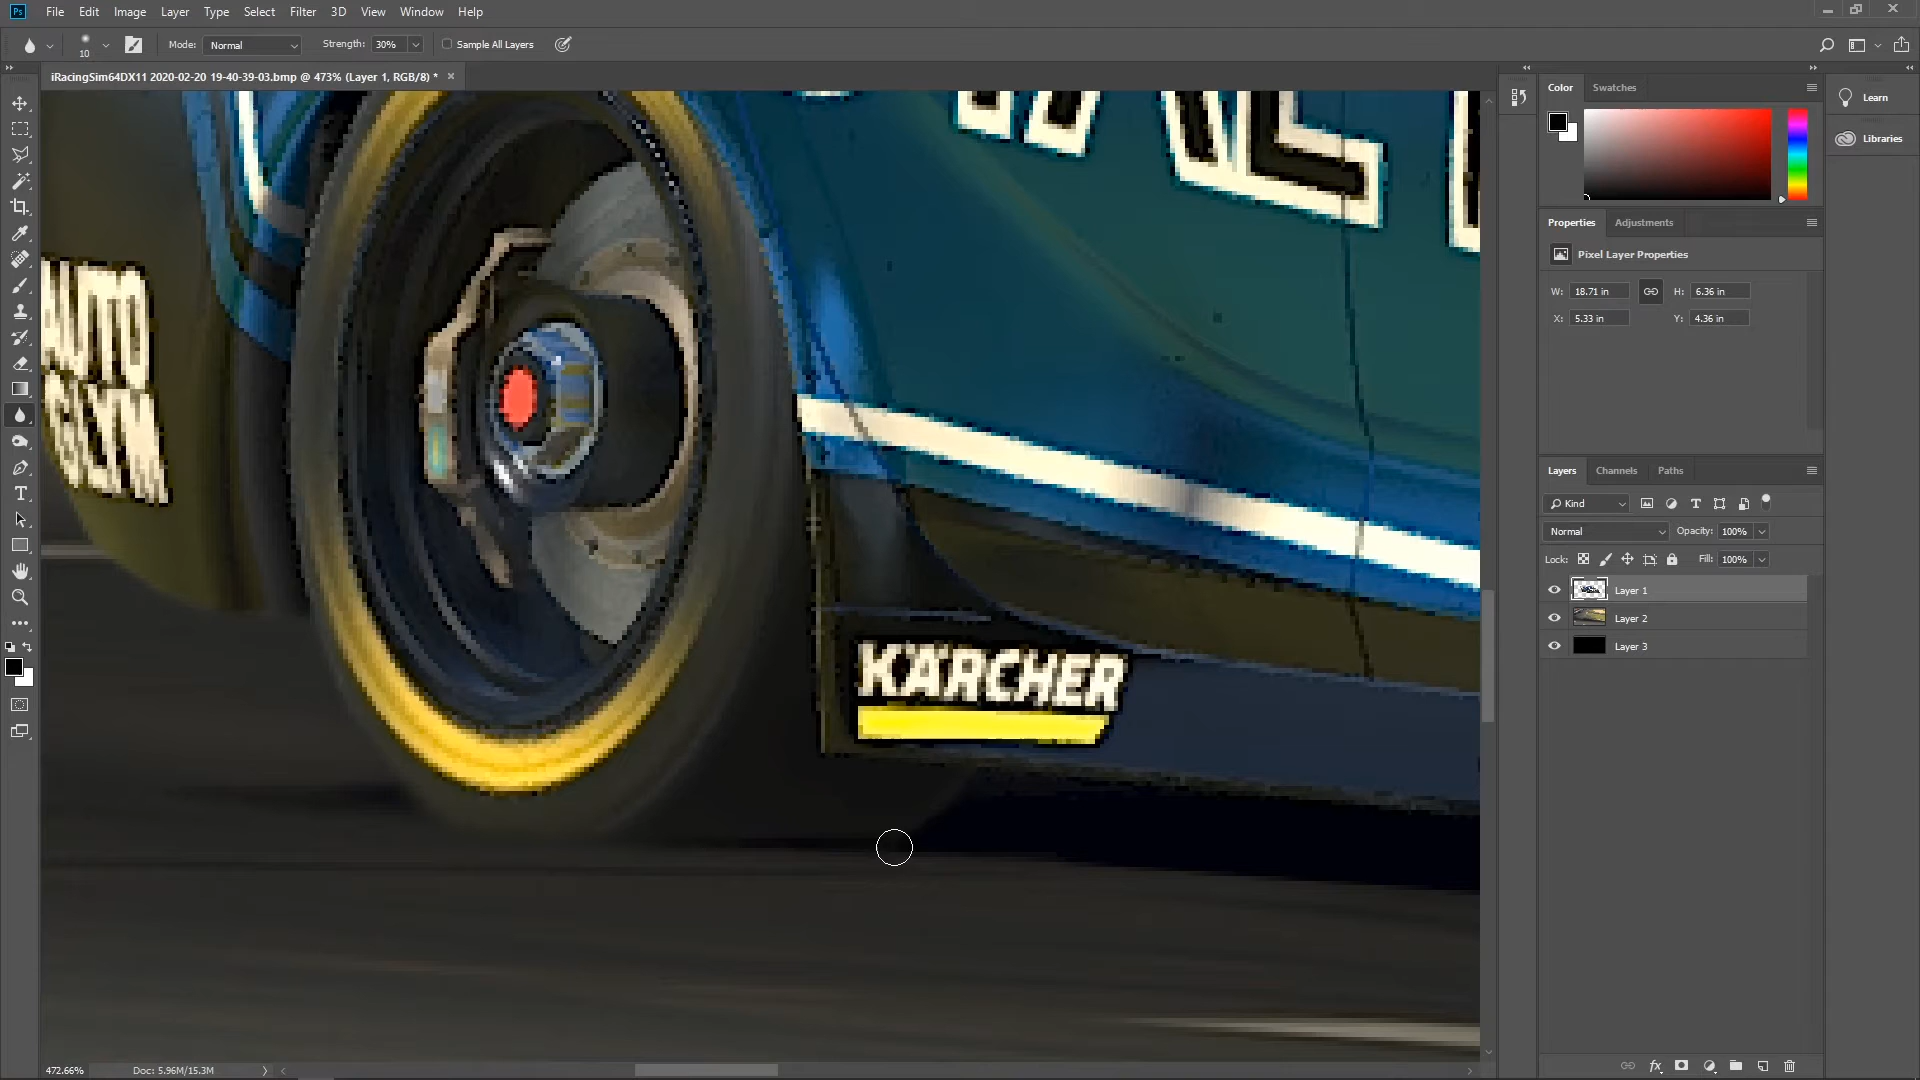 Ps File Edit Image Layer Type Select Filter 3D View Window Help
10 Mode: Normal Strength: 30% Sample All Layers
iRacingSim64DX11 2020-02-20 19-40-39-03.bmp @ 473% (Layer 1, RGB/8) *
Color Swatches
Learn
Libraries
Properties Adjustments
Pixel Layer Properties
W: 18.71 in H: 6.36 in
X: 5.33 in Y: 4.36 in
Layers Channels Paths
Kind
Normal Opacity: 100%
Lock: Fill: 100%
Layer 1
Layer 2
Layer 3
AUTO
GLYM
KÄRCHER
472.66% Doc: 5.96M/15.3M